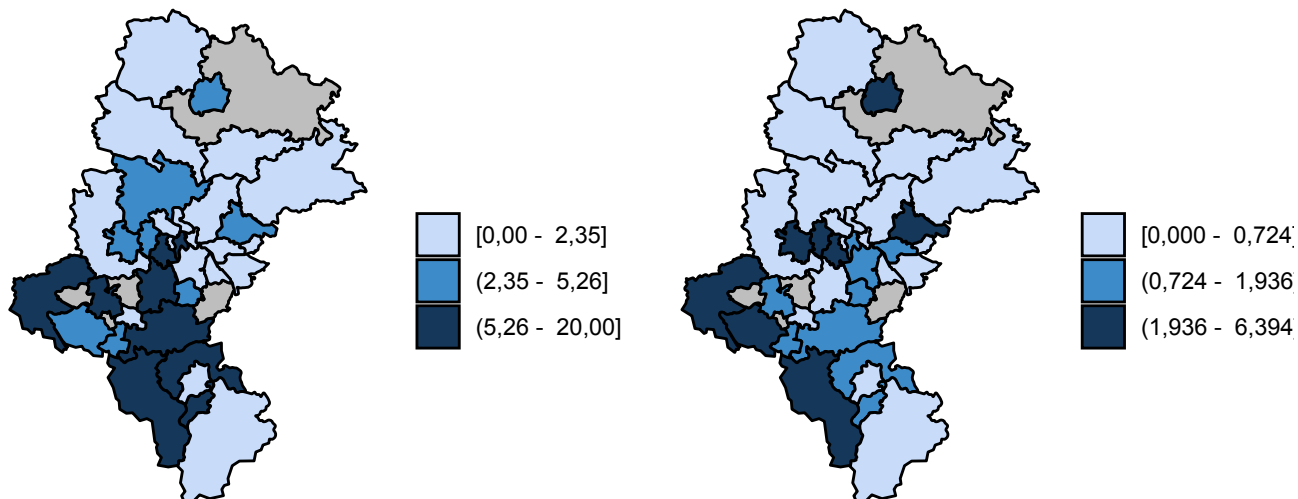 [0,00 - 2,35]
(2,35 - 5,26]
(5,26 - 20,00]
[0,000 - 0,724]
(0,724 - 1,936]
(1,936 - 6,394]